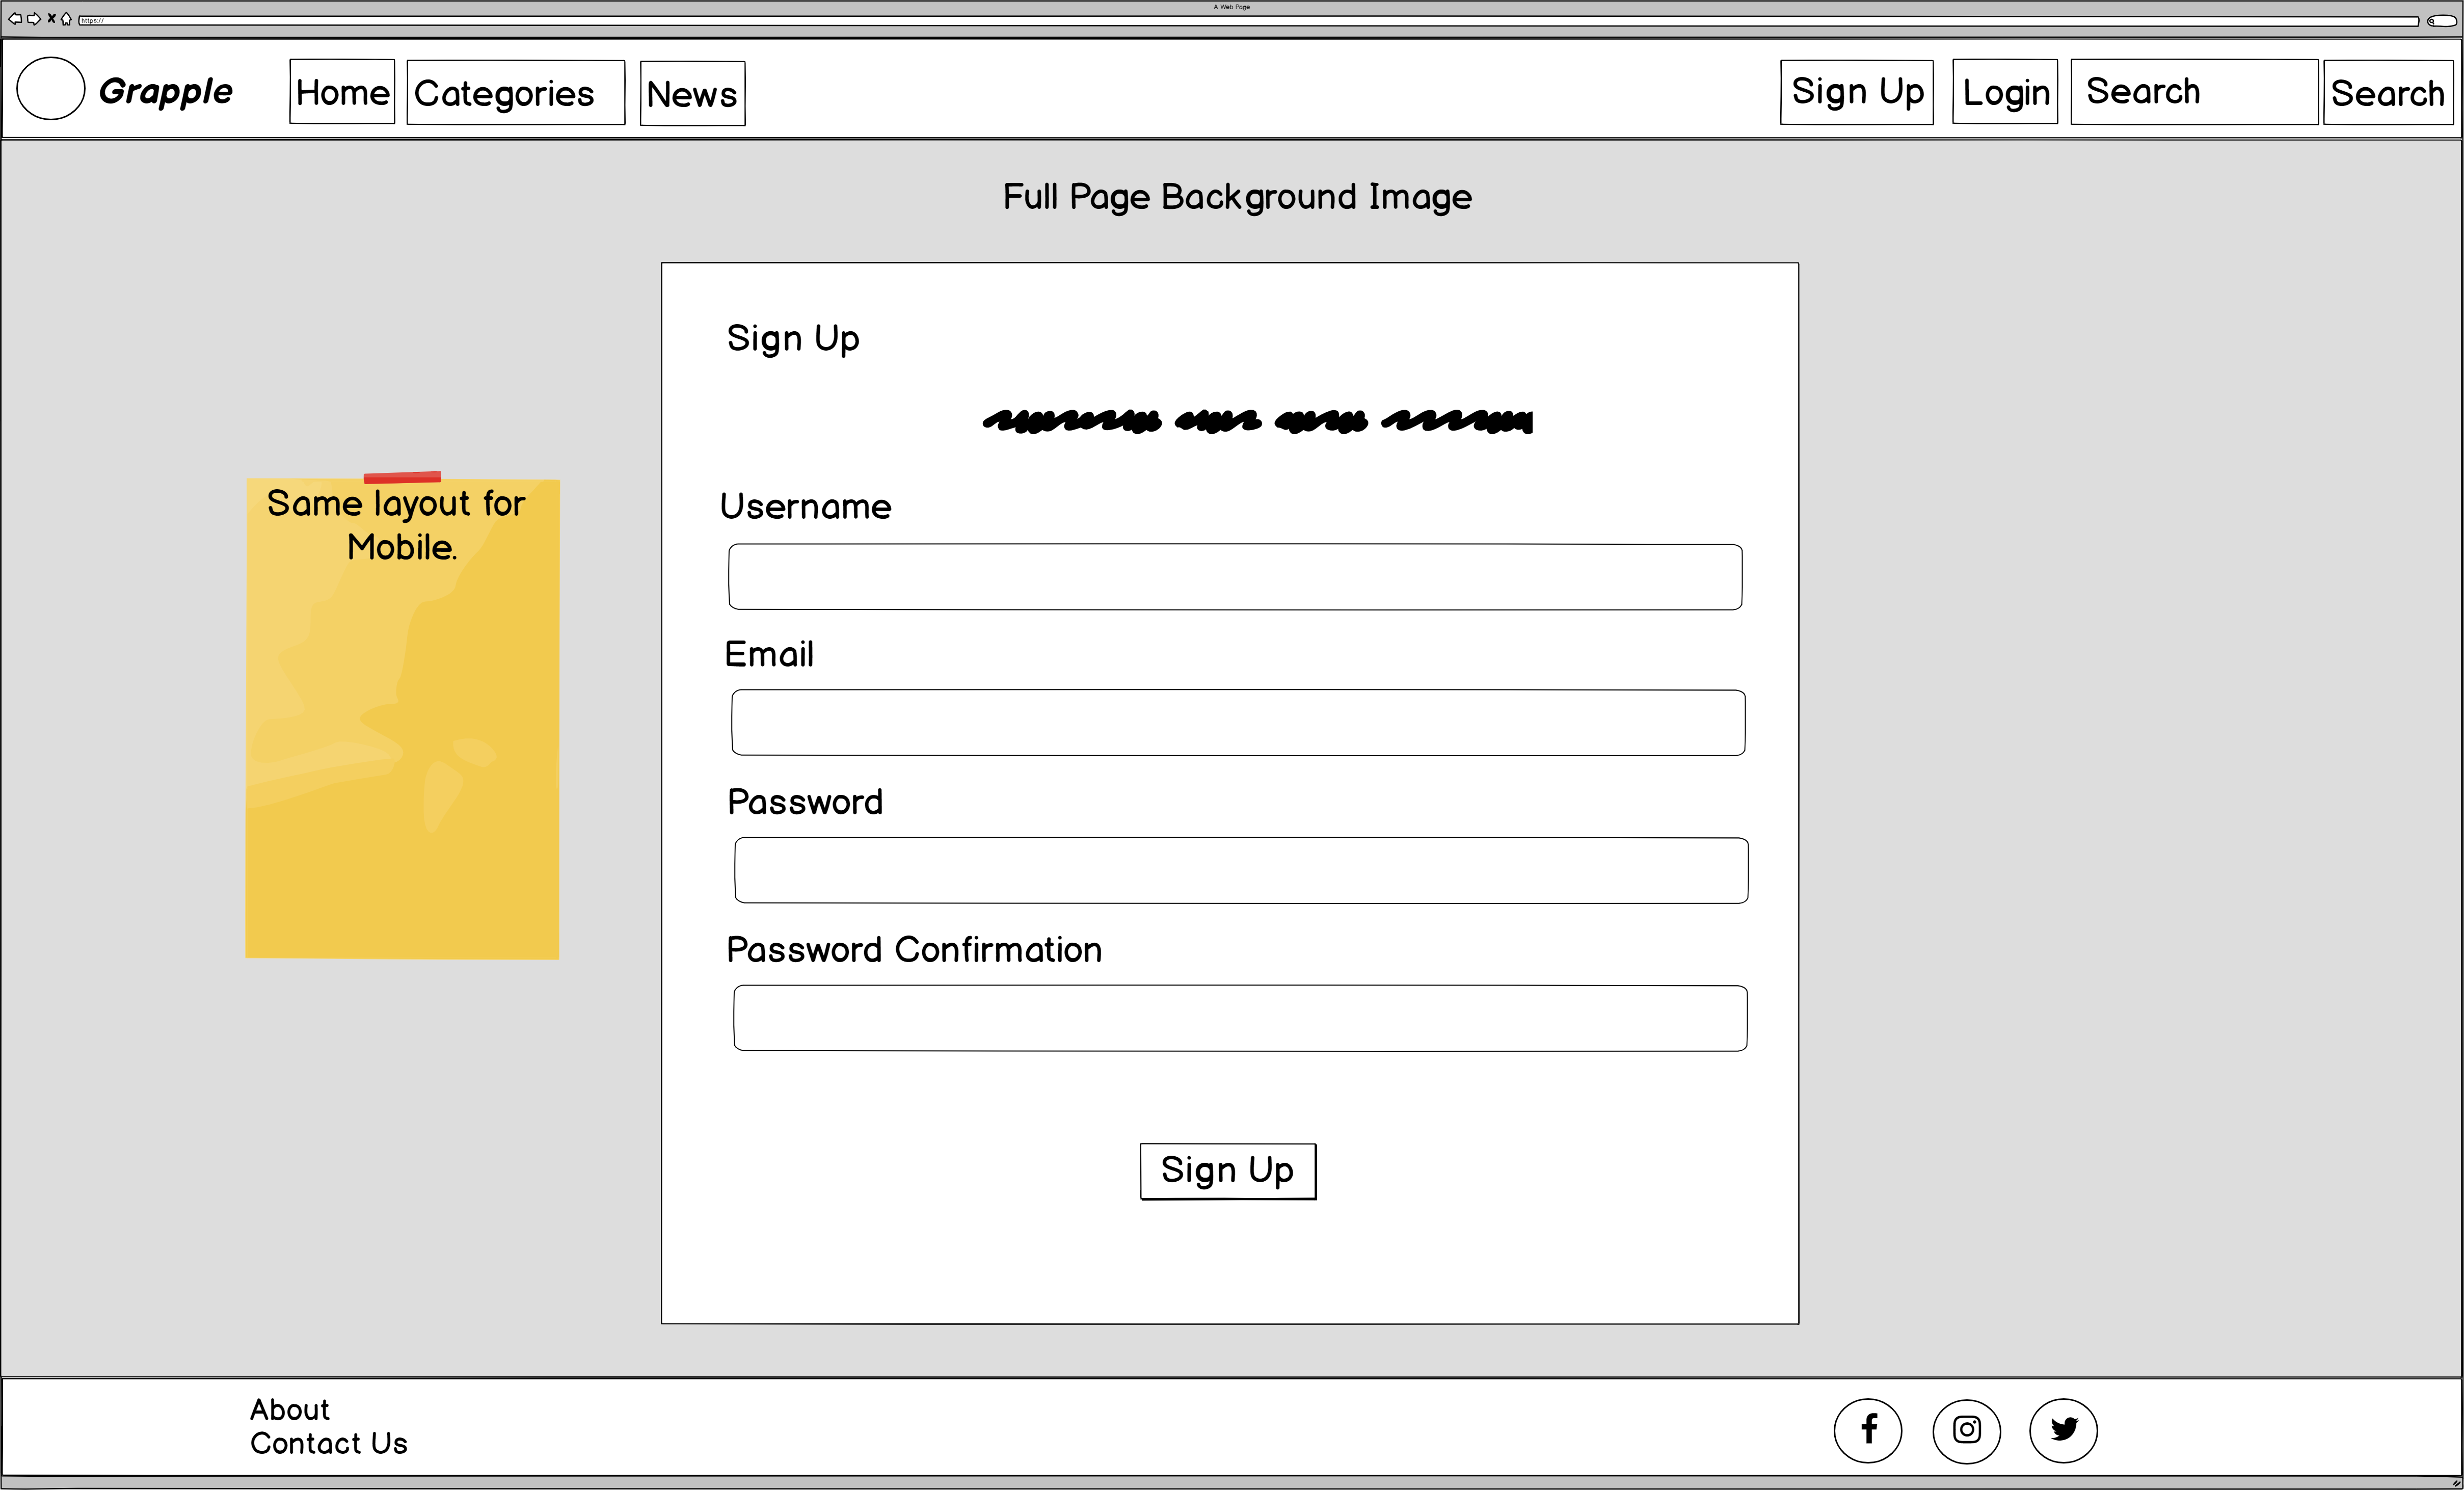 A Web Page
https://
Grapple Home Categories News Sign Up Login Search Search
Full Page Background Image
Sign Up
Same layout for
Mobile.
Username
Email
Password
Password Confirmation
Sign Up
About
Contact Us